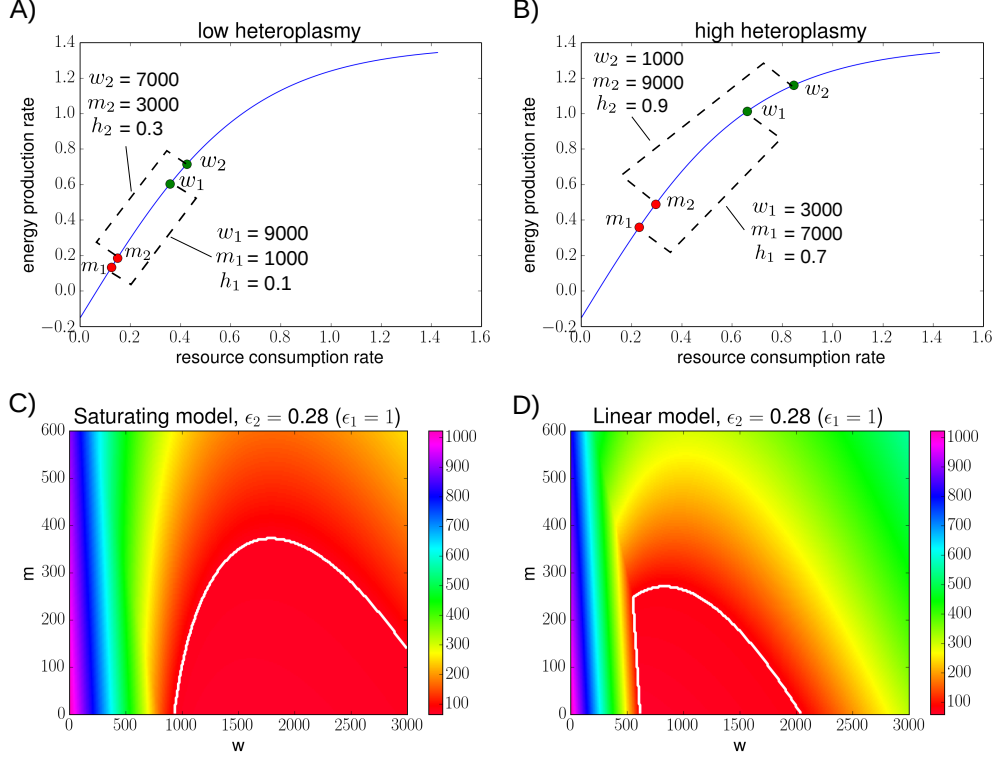 A)
low heteroplasmy
1.4
1.2
1.0
0.8
0.6
0.4
0.2
0.0
−0.2
energy production rate
w₂ = 7000
m₂ = 3000
h₂ = 0.3
w₂
w₁
m₂
m₁
w₁ = 9000
m₁ = 1000
h₁ = 0.1
0.0 0.2 0.4 0.6 0.8 1.0 1.2 1.4 1.6
resource consumption rate
B)
high heteroplasmy
1.4
1.2
1.0
0.8
0.6
0.4
0.2
0.0
−0.2
energy production rate
w₂ = 1000
m₂ = 9000
h₂ = 0.9
w₂
w₁
m₂
m₁
w₁ = 3000
m₁ = 7000
h₁ = 0.7
0.0 0.2 0.4 0.6 0.8 1.0 1.2 1.4 1.6
resource consumption rate
C)
Saturating model, ϵ₂ = 0.28 (ϵ₁ = 1)
600
500
400
300
200
100
0
m
0 500 1000 1500 2000 2500 3000
w
1000
900
800
700
600
500
400
300
200
100
D)
Linear model, ϵ₂ = 0.28 (ϵ₁ = 1)
600
500
400
300
200
100
0
m
0 500 1000 1500 2000 2500 3000
w
1000
900
800
700
600
500
400
300
200
100